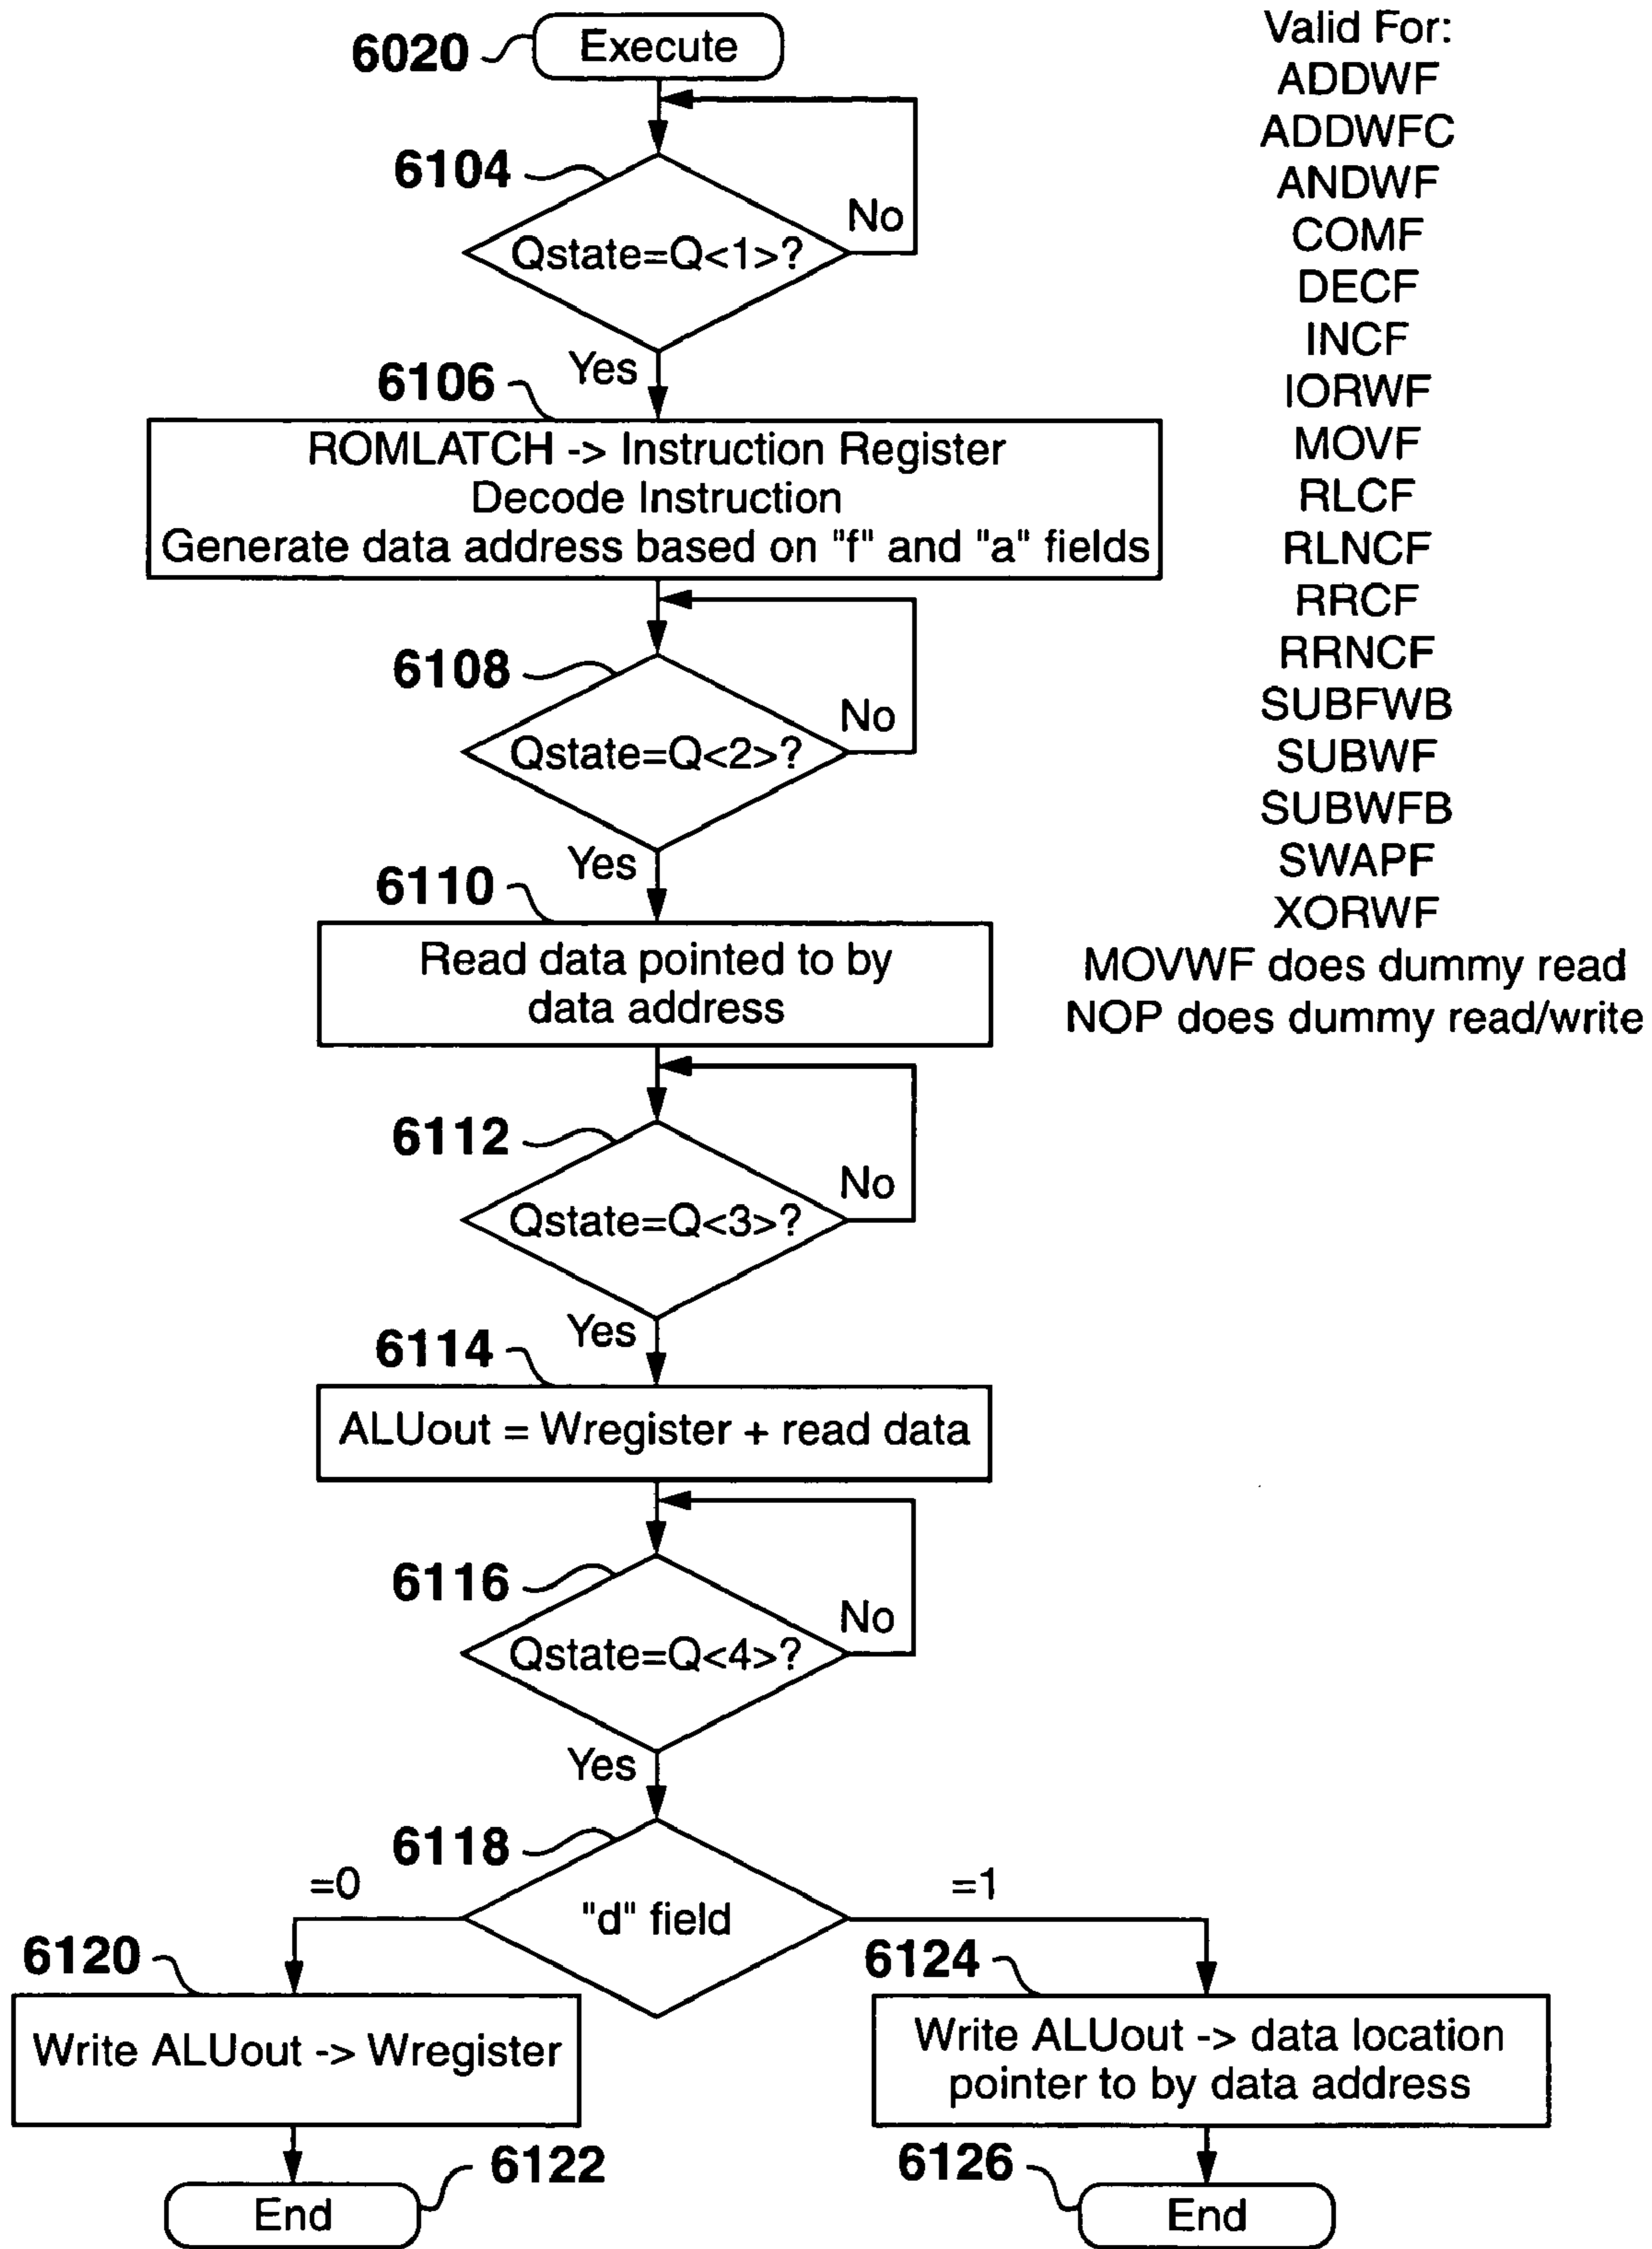 6020
Execute
6104
Qstate=Q<1>?
No
Yes
6106
ROMLATCH -> Instruction Register
Decode Instruction
Generate data address based on "f" and "a" fields
6108
Qstate=Q<2>?
No
Yes
6110
Read data pointed to by
data address
6112
Qstate=Q<3>?
No
Yes
6114
ALUout = Wregister + read data
6116
Qstate=Q<4>?
No
Yes
6118
"d" field
=0
=1
6120
Write ALUout -> Wregister
6122
End
6124
Write ALUout -> data location
pointer to by data address
6126
End
Valid For:
ADDWF
ADDWFC
ANDWF
COMF
DECF
INCF
IORWF
MOVF
RLCF
RLNCF
RRCF
RRNCF
SUBFWB
SUBWF
SUBWFB
SWAPF
XORWF
MOVWF does dummy read
NOP does dummy read/write